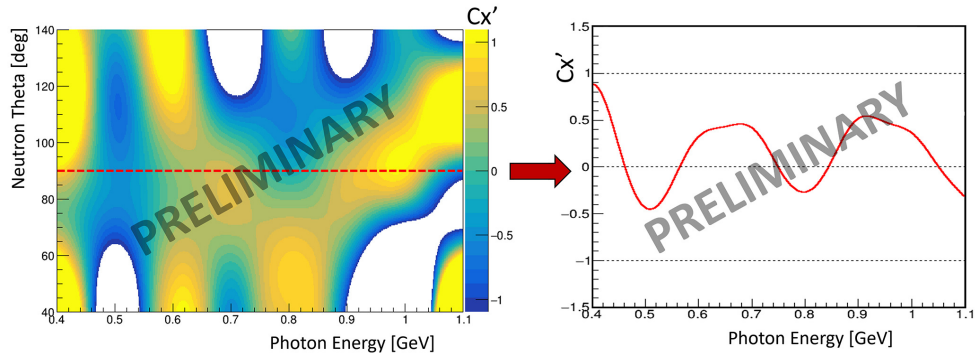 Cx’
Neutron Theta [deg]
140
120
100
80
60
40
0.4 0.5 0.6 0.7 0.8 0.9 1 1.1
Photon Energy [GeV]
1
0.5
0
−0.5
−1
PRELIMINARY
Cx’
1.5
1
0.5
0
−0.5
−1
−1.5
0.4 0.5 0.6 0.7 0.8 0.9 1 1.1
Photon Energy [GeV]
PRELIMINARY